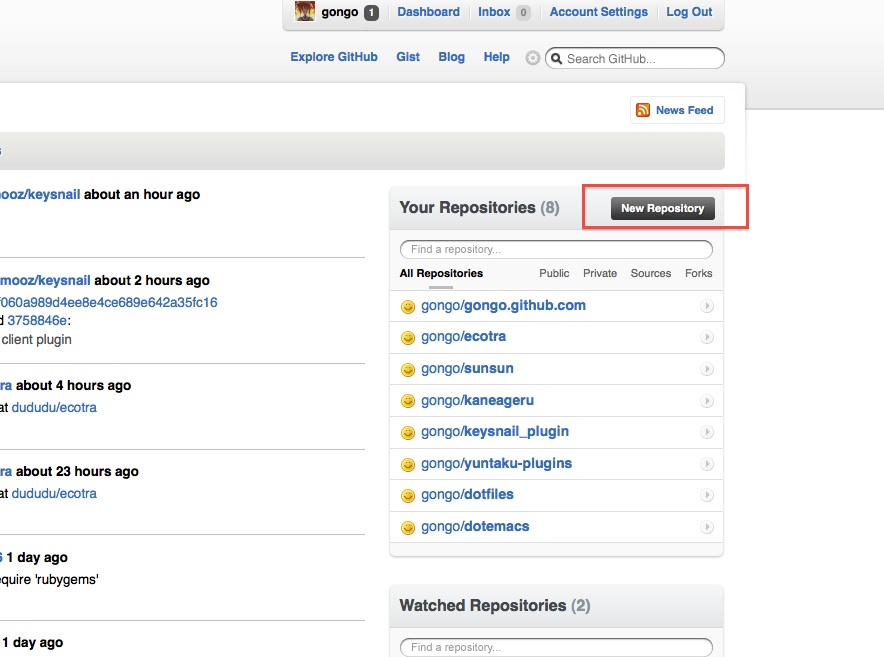 gongo 1 Dashboard Inbox 0 Account Settings Log Out
Explore GitHub Gist Blog Help Search GitHub...
News Feed
mooz/keysnail about an hour ago
mooz/keysnail about 2 hours ago
f060a989d4ee8e4ce689e642a35fc16
3758846e:
client plugin
ra about 4 hours ago
at dududu/ecotra
ra about 23 hours ago
at dududu/ecotra
1 day ago
equire 'rubygems'
1 day ago
Your Repositories (8) New Repository
Find a repository...
All Repositories Public Private Sources Forks
gongo/gongo.github.com
gongo/ecotra
gongo/sunsun
gongo/kaneageru
gongo/keysnail_plugin
gongo/yuntaku-plugins
gongo/dotfiles
gongo/dotemacs
Watched Repositories (2)
Find a repository...